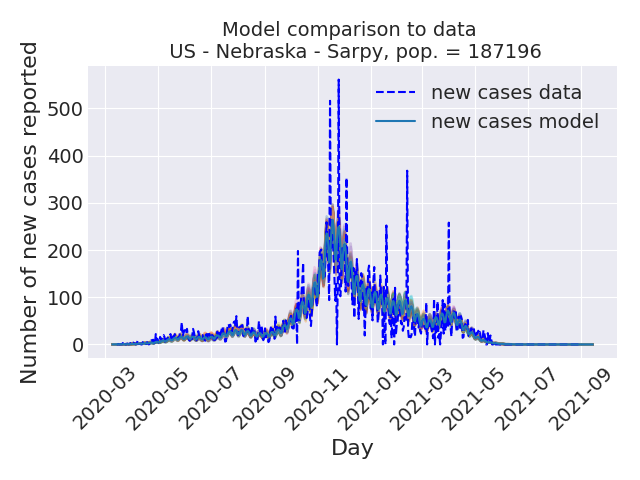 Model comparison to data
US - Nebraska - Sarpy, pop. = 187196
Number of new cases reported
500
400
300
200
100
0
new cases data
new cases model
2020-03
2020-05
2020-07
2020-09
2020-11
2021-01
2021-03
2021-05
2021-07
2021-09
Day